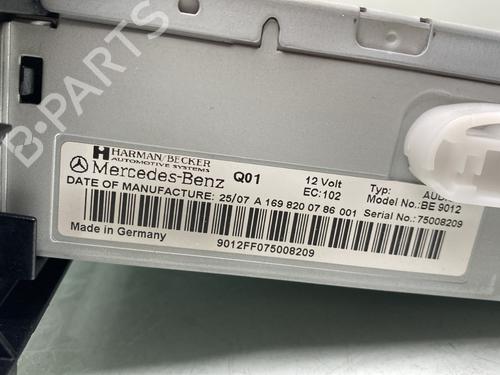 B-PARTS
HARMAN/BECKER
AUTOMOTIVE SYSTEMS
Mercedes-Benz Q01 12 Volt Typ:
EC:102 Model No.: BE 9012
DATE OF MANUFACTURE: 25/07 A 169 820 07 86 001 Serial No.:75008209
Made in Germany
9012FF075008209